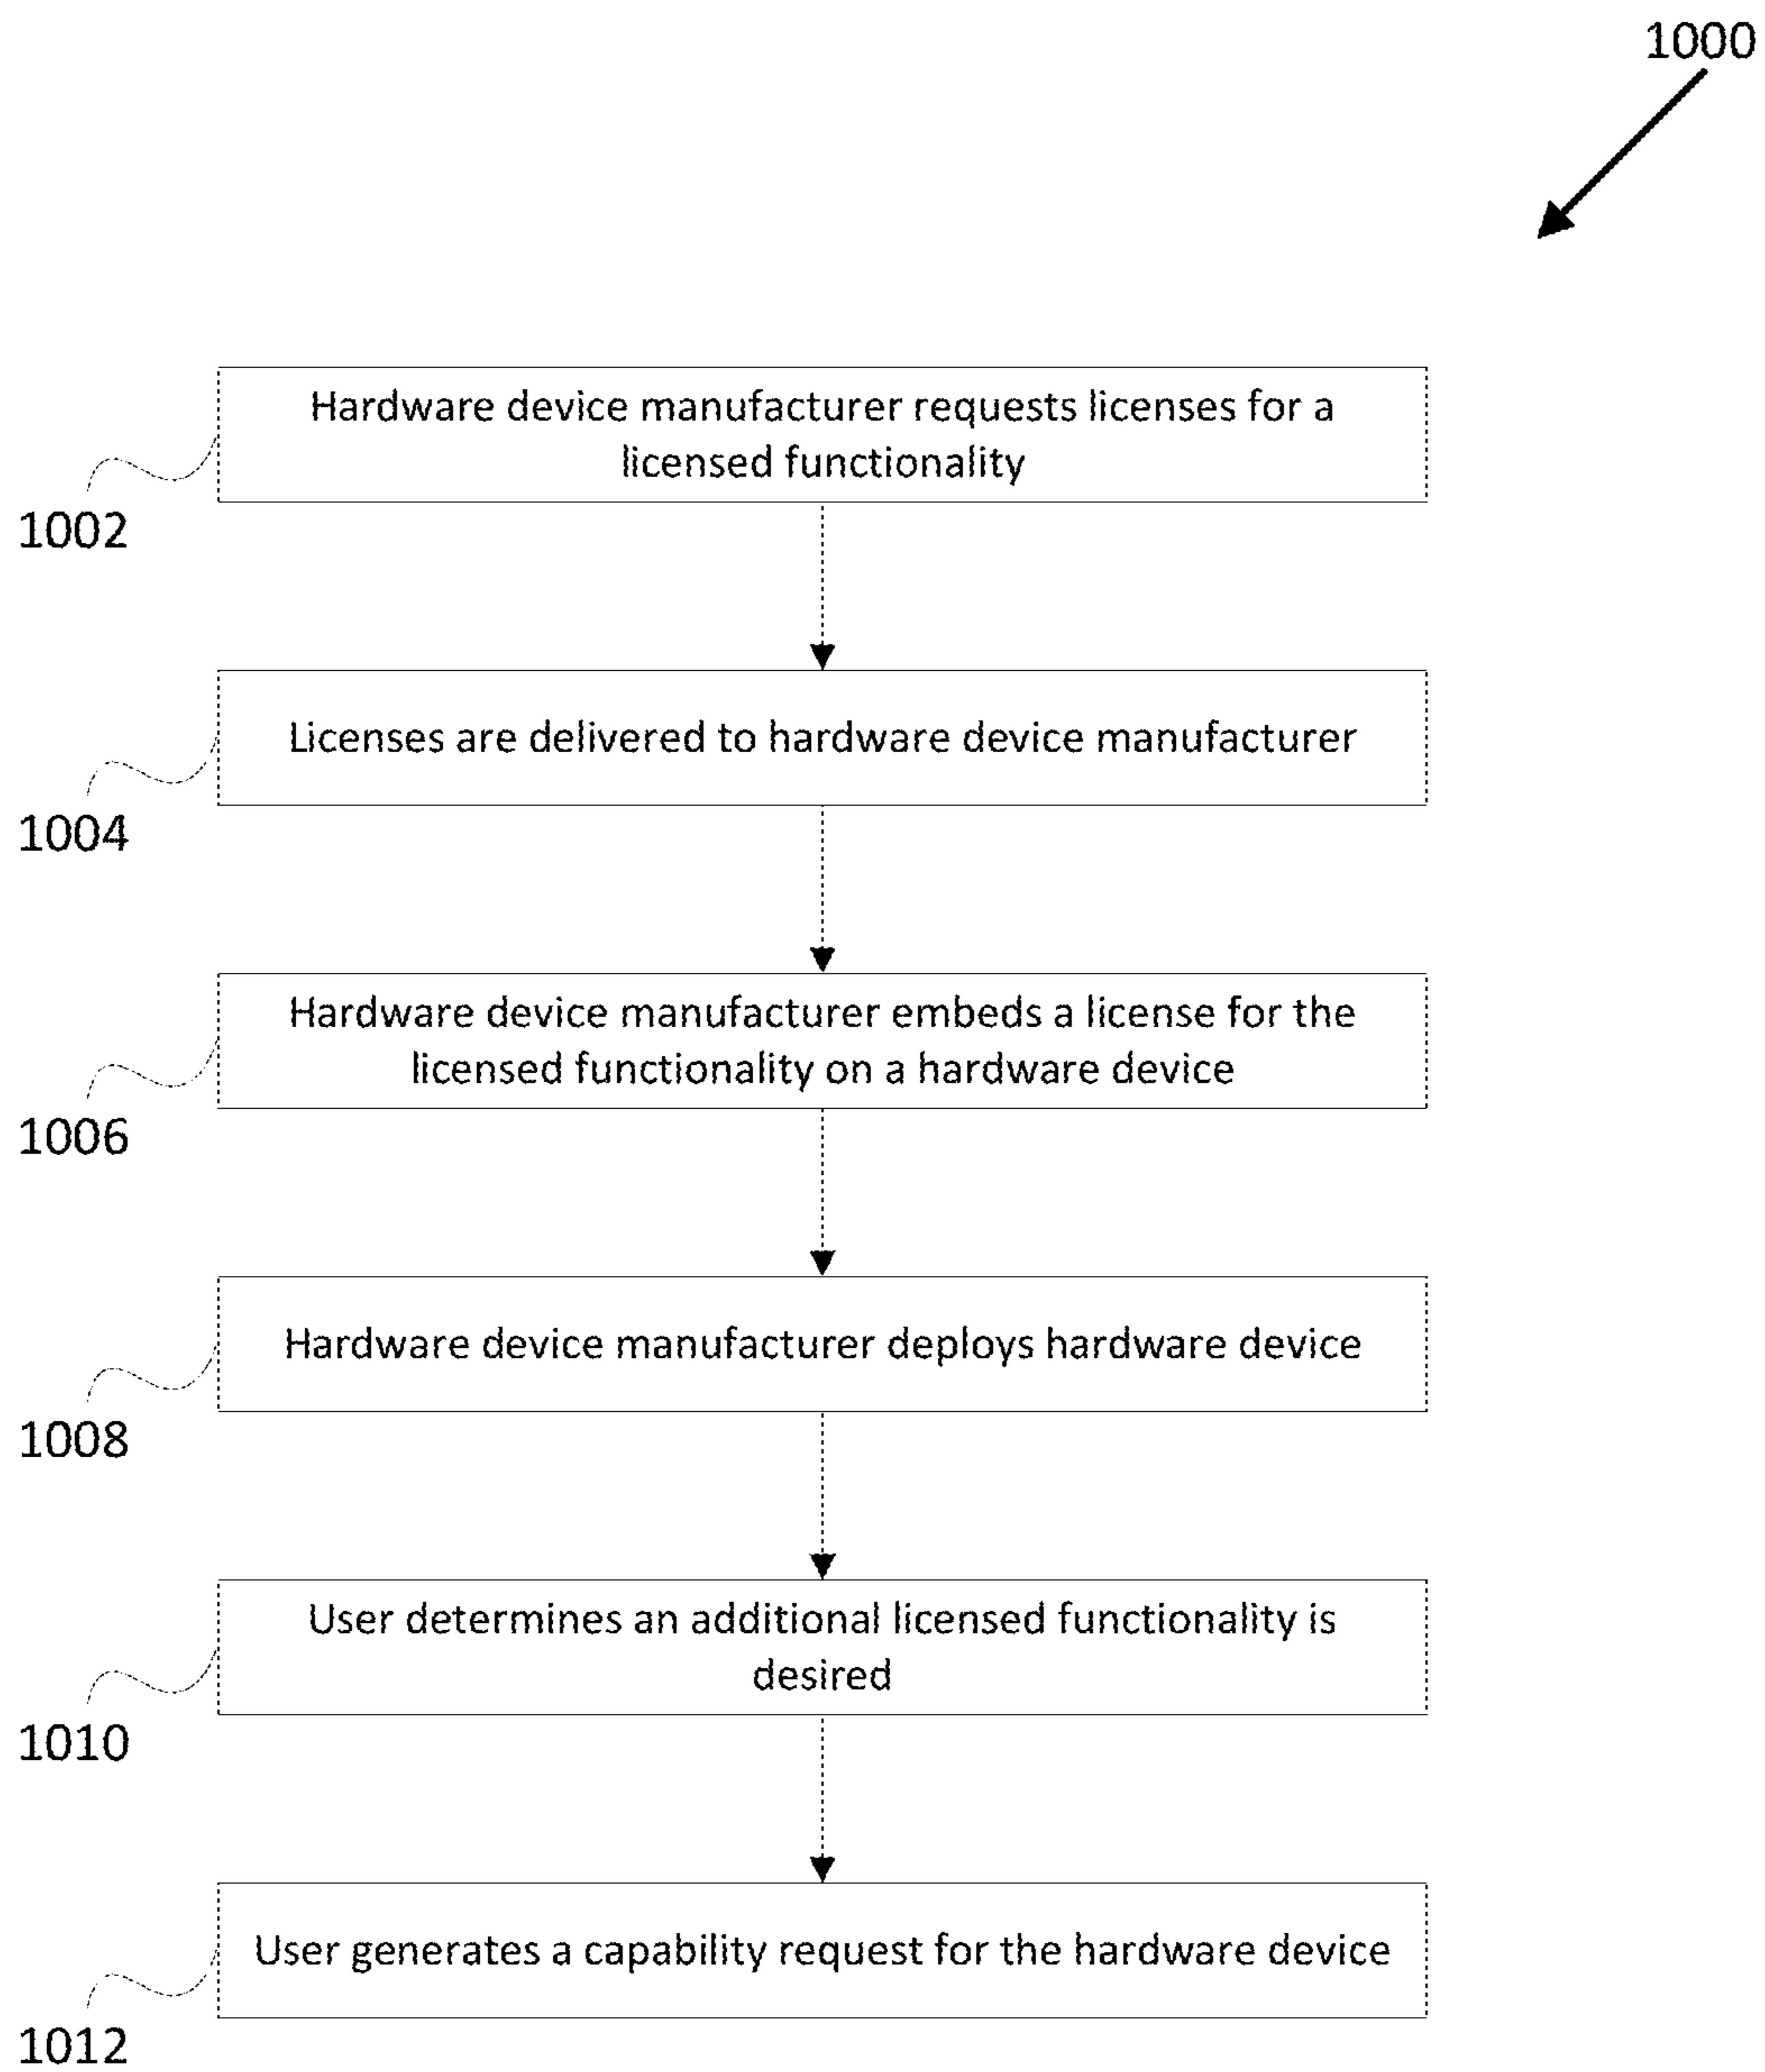 1000
Hardware device manufacturer requests licenses for a
licensed functionality
1002
Licenses are delivered to hardware device manufacturer
1004
Hardware device manufacturer embeds a license for the
licensed functionality on a hardware device
1006
Hardware device manufacturer deploys hardware device
1008
User determines an additional licensed functionality is
desired
1010
User generates a capability request for the hardware device
1012